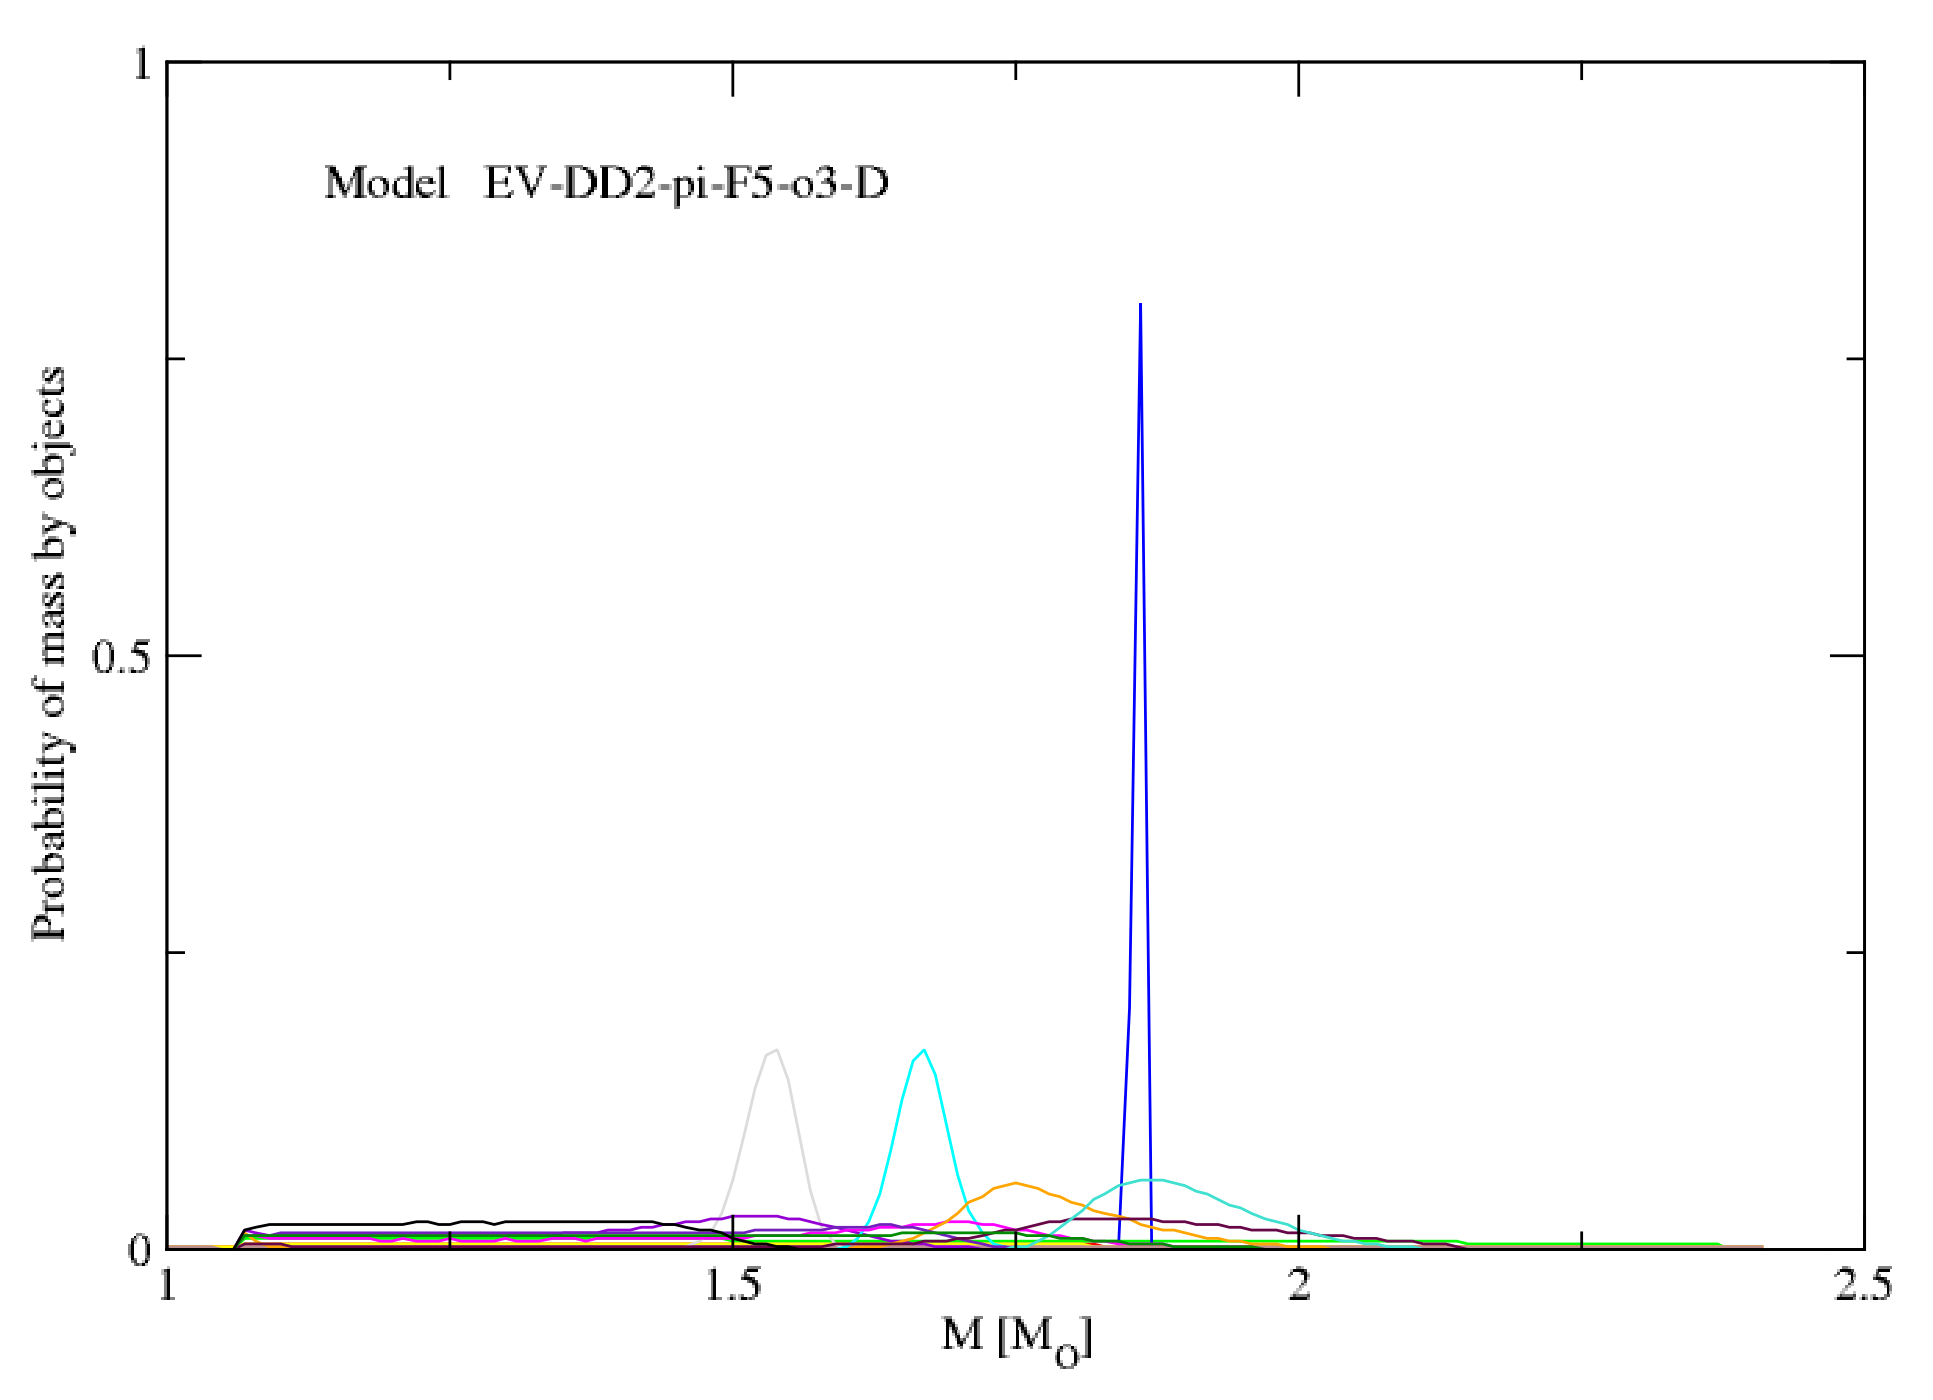 1
Model EV-DD2-pi-F5-o3-D
Probability of mass by objects
0.5
0
1 1.5 2 2.5
M [M_O]